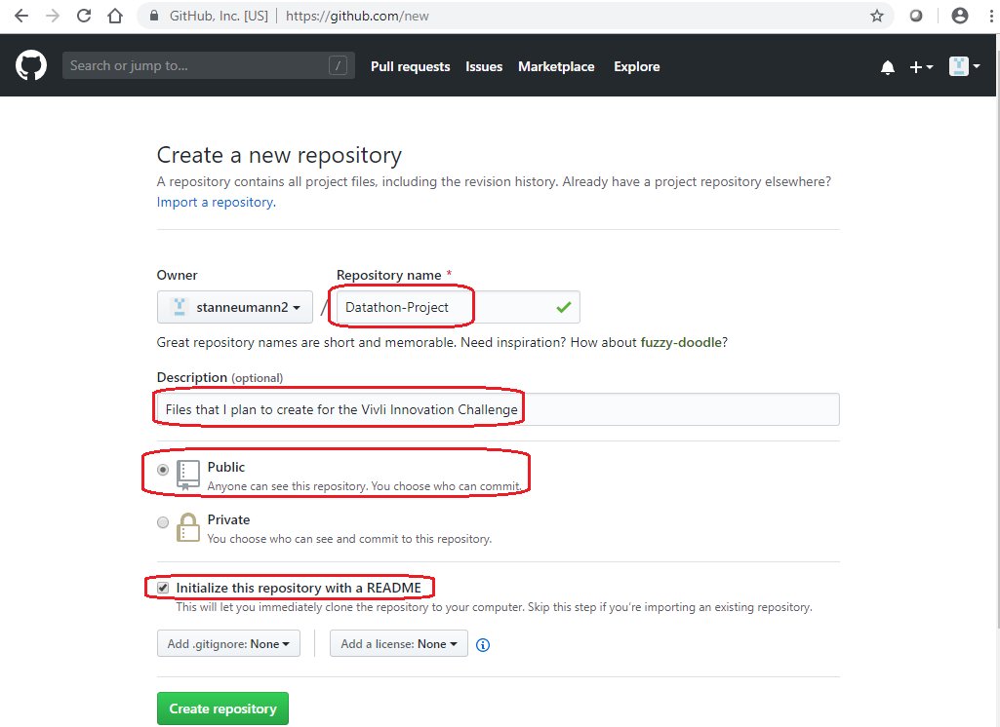 GitHub, Inc. [US] | https://github.com/new
Search or jump to... /
Pull requests Issues Marketplace Explore
Create a new repository
A repository contains all project files, including the revision history. Already have a project repository elsewhere?
Import a repository.
Owner Repository name *
stanneumann2 / Datathon-Project
Great repository names are short and memorable. Need inspiration? How about fuzzy-doodle?
Description (optional)
Files that I plan to create for the Vivli Innovation Challenge
Public
Anyone can see this repository. You choose who can commit.
Private
You choose who can see and commit to this repository.
Initialize this repository with a README
This will let you immediately clone the repository to your computer. Skip this step if you're importing an existing repository.
Add .gitignore: None Add a license: None
Create repository